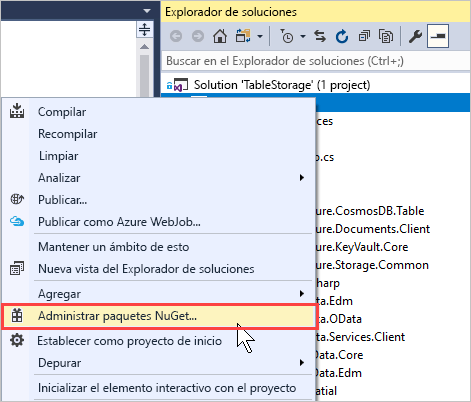 Explorador de soluciones
Buscar en el Explorador de soluciones (Ctrl+;)
Solution 'TableStorage' (1 project)
Compilar
Recompilar
Limpiar
Analizar
Publicar...
Publicar como Azure WebJob...
Mantener un ámbito de esto
Nueva vista del Explorador de soluciones
Agregar
Administrar paquetes NuGet...
Establecer como proyecto de inicio
Depurar
Inicializar el elemento interactivo con el proyecto
ces
o.cs
ure.CosmosDB.Table
ure.Documents.Client
ure.KeyVault.Core
ure.Storage.Common
harp
ata.Edm
ata.OData
ata.Services.Client
Data.Core
Data.Edm
patial